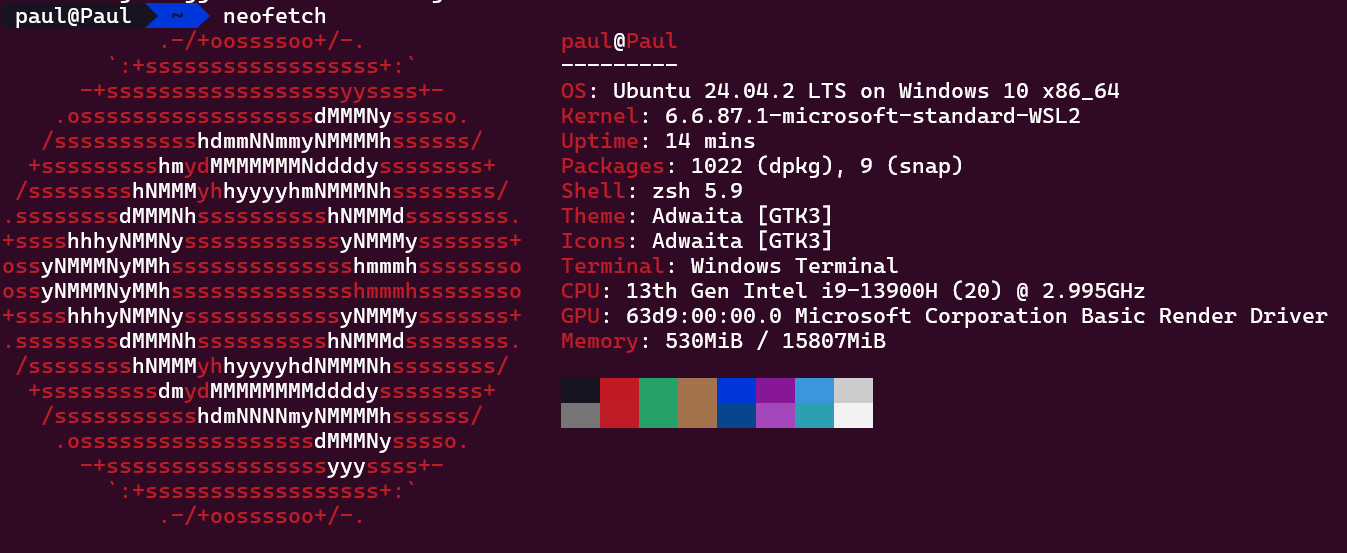 paul@Paul ~ neofetch
            .-/+oossssoo+/-.               paul@Paul
        `:+ssssssssssssssssss+:`           ---------
      -+ssssssssssssssssssyyssss+-         OS: Ubuntu 24.04.2 LTS on Windows 10 x86_64
    .ossssssssssssssssssdMMMNysssso.       Kernel: 6.6.87.1-microsoft-standard-WSL2
   /ssssssssssshdmmNNmmyNMMMMhssssss/      Uptime: 14 mins
  +ssssssssshmydMMMMMMMNddddyssssssss+     Packages: 1022 (dpkg), 9 (snap)
 /sssssssshNMMMyhhyyyyhmNMMMNhssssssss/    Shell: zsh 5.9
.ssssssssdMMMNhsssssssssshNMMMdssssssss.   Theme: Adwaita [GTK3]
+sssshhhyNMMNyssssssssssssyNMMMysssssss+   Icons: Adwaita [GTK3]
ossyNMMMNyMMhsssssssssssssshmmmhssssssso   Terminal: Windows Terminal
ossyNMMMNyMMhsssssssssssssshmmmhssssssso   CPU: 13th Gen Intel i9-13900H (20) @ 2.995GHz
+sssshhhyNMMNyssssssssssssyNMMMysssssss+   GPU: 63d9:00:00.0 Microsoft Corporation Basic Render Driver
.ssssssssdMMMNhsssssssssshNMMMdssssssss.   Memory: 530MiB / 15807MiB
 /sssssssshNMMMyhhyyyyhdNMMMNhssssssss/
  +sssssssssdmydMMMMMMMMddddyssssssss+
   /ssssssssssshdmNNNNmyNMMMMhssssss/
    .ossssssssssssssssssdMMMNysssso.
      -+sssssssssssssssssyyyssss+-
        `:+ssssssssssssssssss+:`
            .-/+oossssoo+/-.